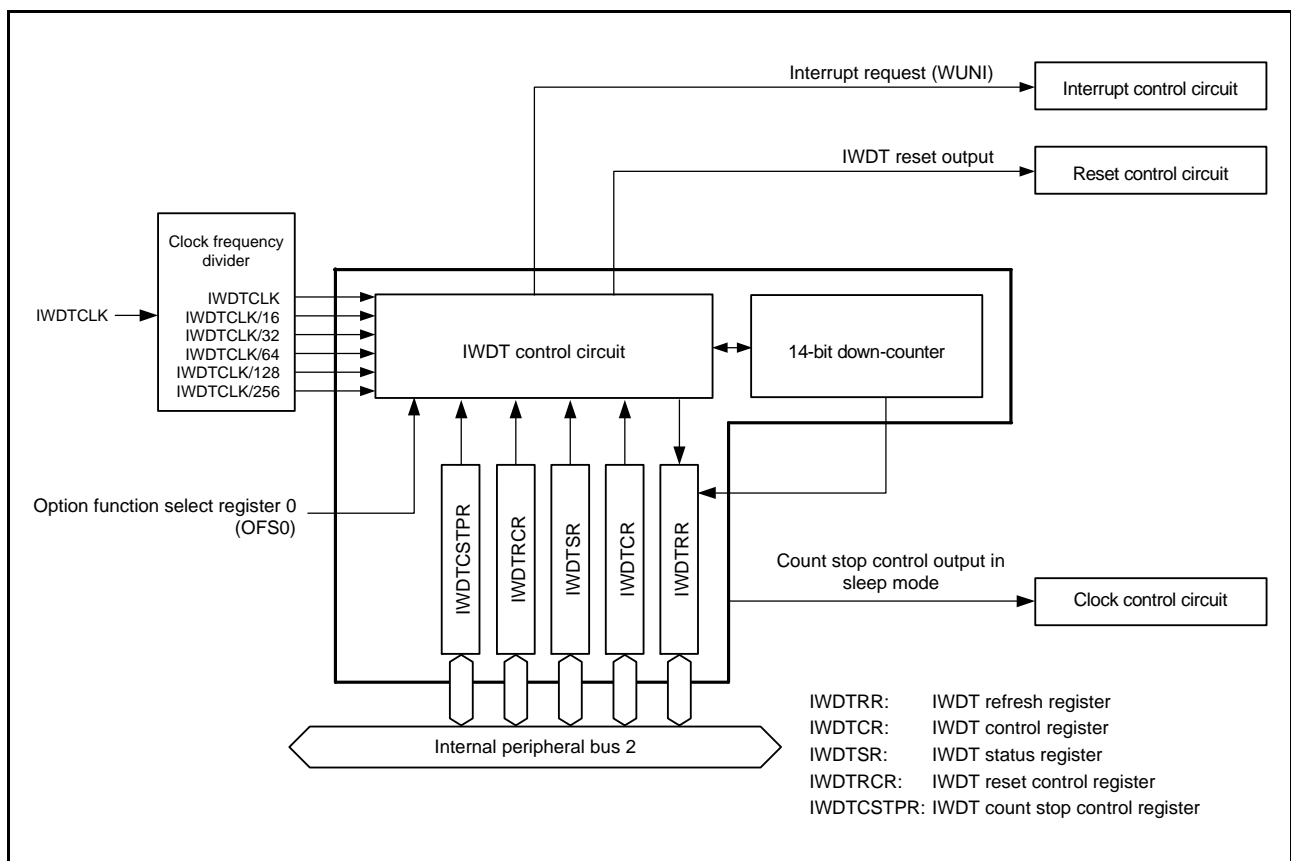 Interrupt request (WUNI)
Interrupt control circuit
IWDT reset output
Reset control circuit
Clock frequency
divider
IWDTCLK
IWDTCLK
IWDTCLK/16
IWDTCLK/32
IWDTCLK/64
IWDTCLK/128
IWDTCLK/256
IWDT control circuit
14-bit down-counter
Option function select register 0
(OFS0)
IWDTCSTPR
IWDTRCR
IWDTSR
IWDTCR
IWDTRR
Count stop control output in
sleep mode
Clock control circuit
Internal peripheral bus 2
IWDTRR: IWDT refresh register
IWDTCR: IWDT control register
IWDTSR: IWDT status register
IWDTRCR: IWDT reset control register
IWDTCSTPR: IWDT count stop control register